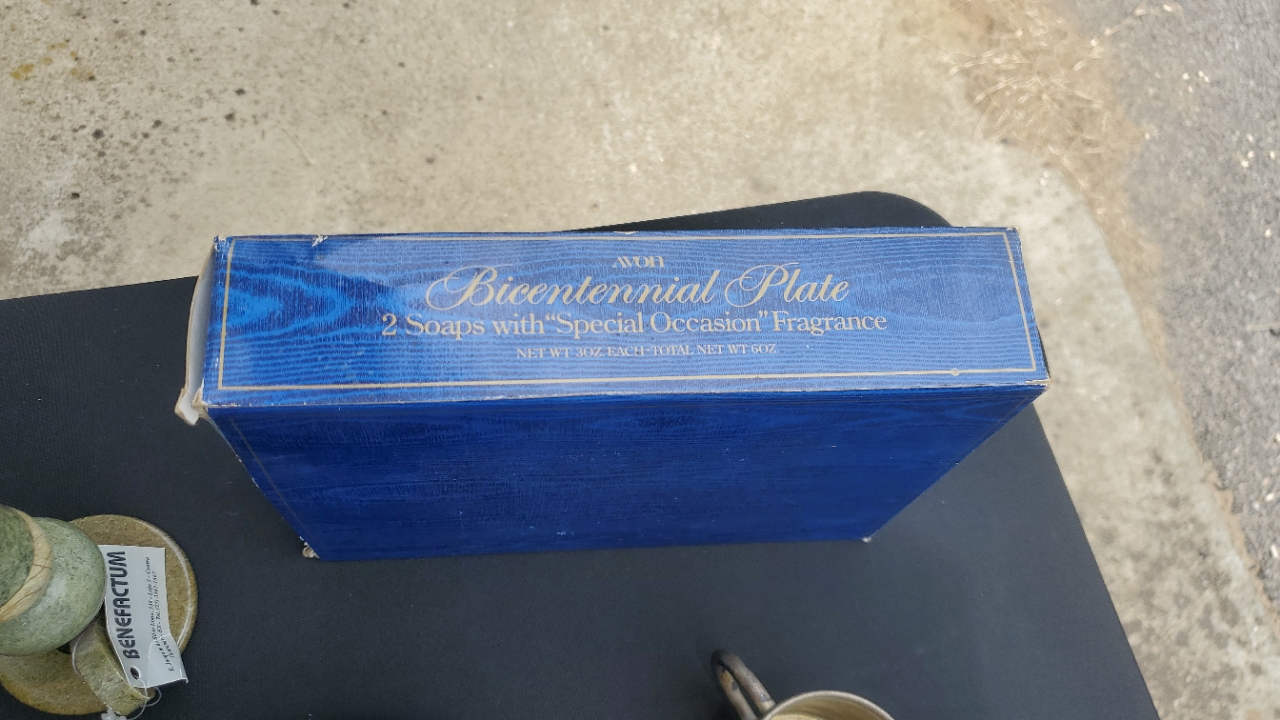 AVON
Bicentennial Plate
2 Soaps with "Special Occasion" Fragrance
NET WT 3OZ. EACH-TOTAL NET WT 6OZ
BENEFACTUM